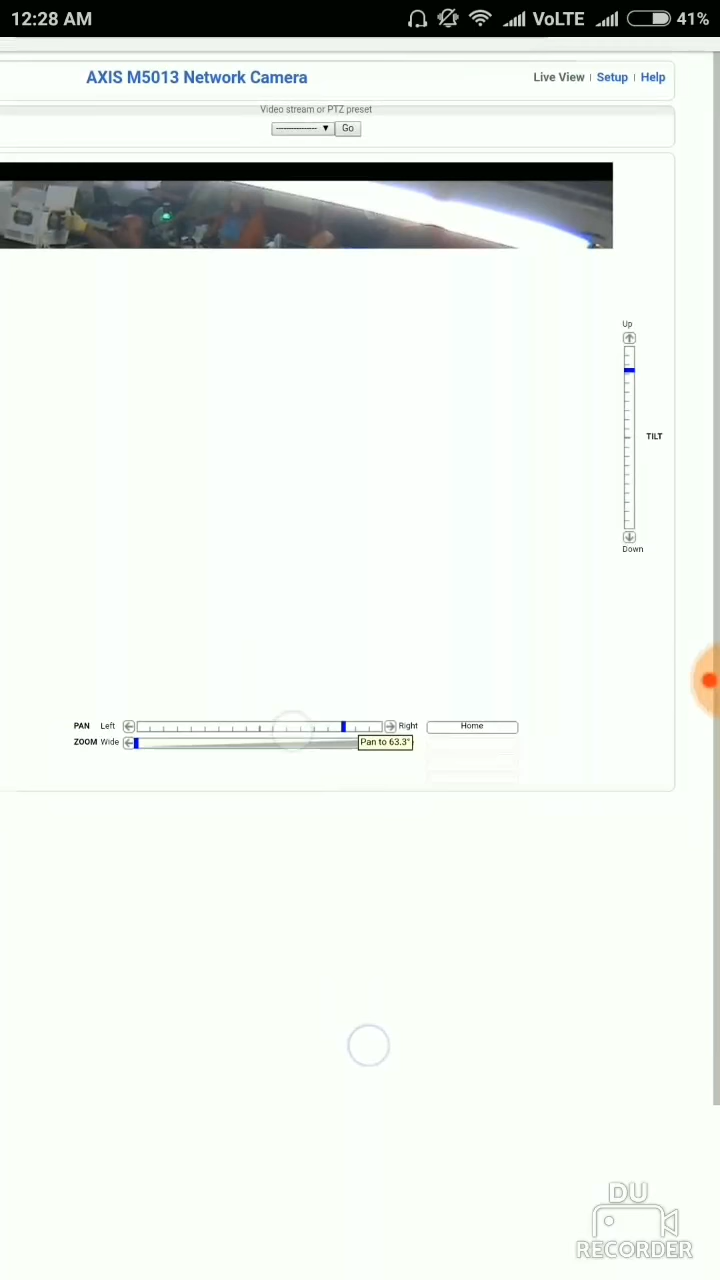 12:28 AM VoLTE 41%
AXIS M5013 Network Camera
Live View | Setup | Help
Video stream or PTZ preset
--------------- ▼ Go
Up
TILT
Down
PAN Left Right Home
ZOOM Wide
Pan to 63.3°
DU
RECORDER